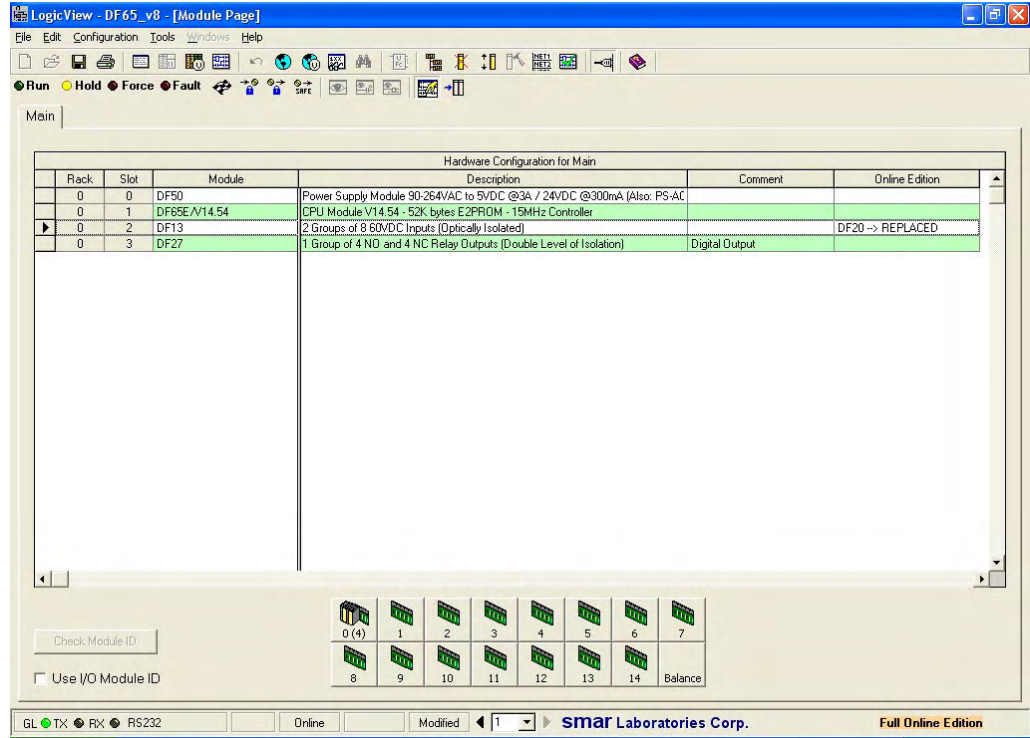 LogicView - DF65_v8 - [Module Page]
File Edit Configuration Tools Windows Help
Run Hold Force Fault SAFE
Main
Hardware Configuration for Main
Rack Slot Module Description Comment Online Edition
0 0 DF50 Power Supply Module 90-264VAC to 5VDC @3A / 24VDC @300mA (Also: PS-AC
0 1 DF65E/V14.54 CPU Module V14.54 - 52K bytes E2PROM - 15MHz Controller
0 2 DF13 2 Groups of 8 60VDC Inputs (Optically Isolated) DF20 --> REPLACED
0 3 DF27 1 Group of 4 NO and 4 NC Relay Outputs (Double Level of Isolation) Digital Output
0 (4) 1 2 3 4 5 6 7
Check Module ID
8 9 10 11 12 13 14 Balance
Use I/O Module ID
GL TX RX RS232 Online Modified 1 smar Laboratories Corp. Full Online Edition